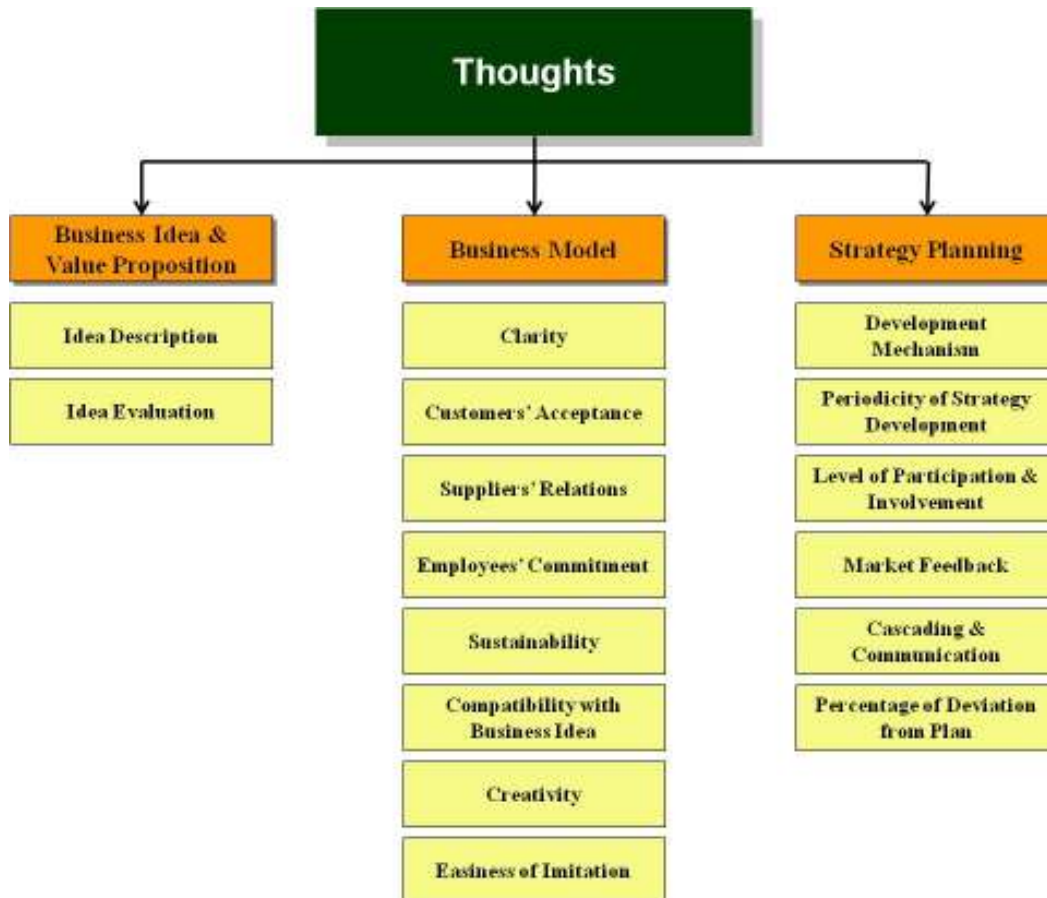 Thoughts
Business Idea &
Value Proposition
Idea Description
Idea Evaluation
Business Model
Clarity
Customers' Acceptance
Suppliers' Relations
Employees' Commitment
Sustainability
Compatibility with
Business Idea
Creativity
Easiness of Imitation
Strategy Planning
Development
Mechanism
Periodicity of Strategy
Development
Level of Participation &
Involvement
Market Feedback
Cascading &
Communication
Percentage of Deviation
from Plan